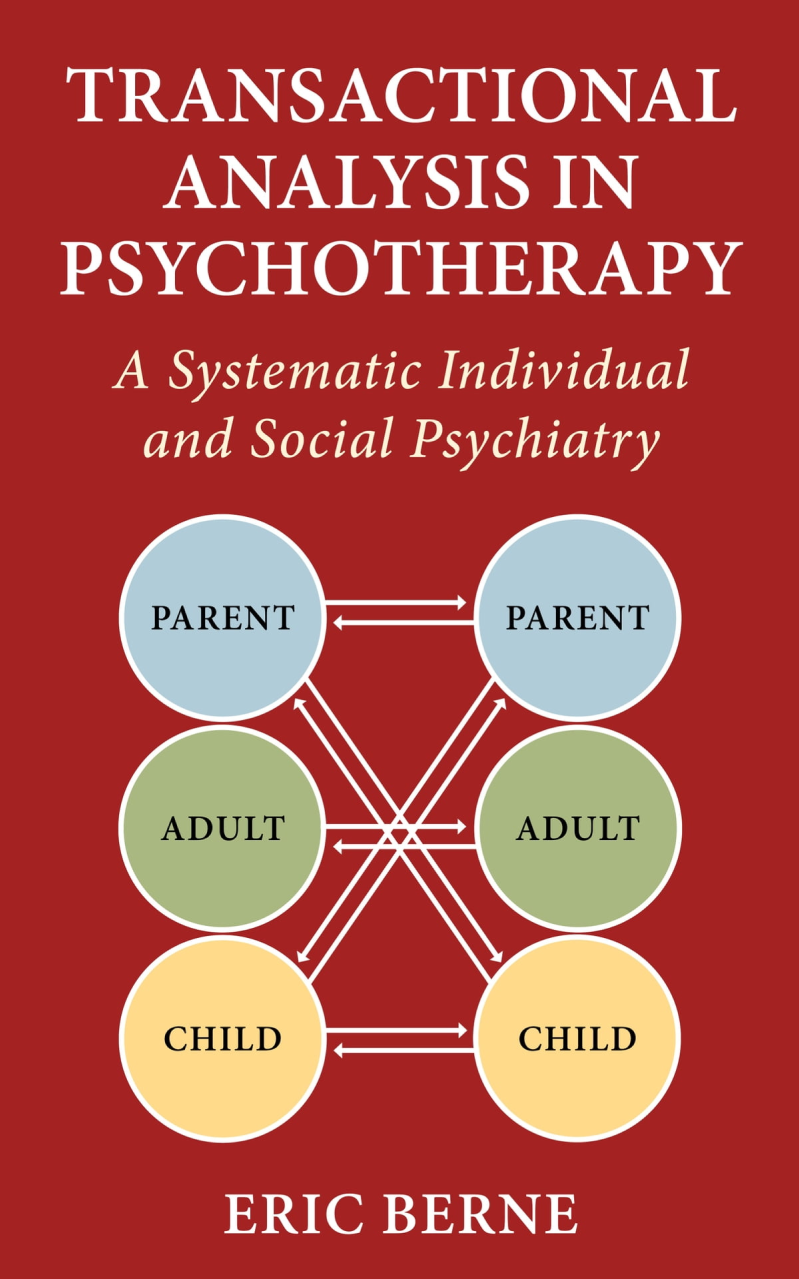 TRANSACTIONAL
ANALYSIS IN
PSYCHOTHERAPY
A Systematic Individual
and Social Psychiatry
PARENT PARENT
ADULT ADULT
CHILD CHILD
ERIC BERNE